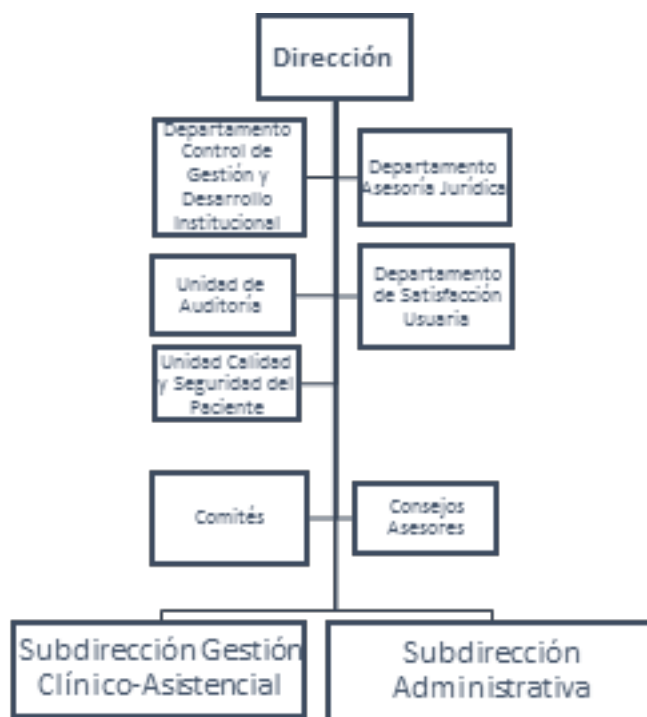 Dirección
Departamento
Control de
Gestión y
Desarrollo
Institucional
Departamento
Asesoría Jurídica
Unidad de
Auditoría
Departamento
de Satisfacción
Usuaria
Unidad Calidad
y Seguridad del
Paciente
Comités
Consejos
Asesores
Subdirección Gestión
Clínico-Asistencial
Subdirección
Administrativa